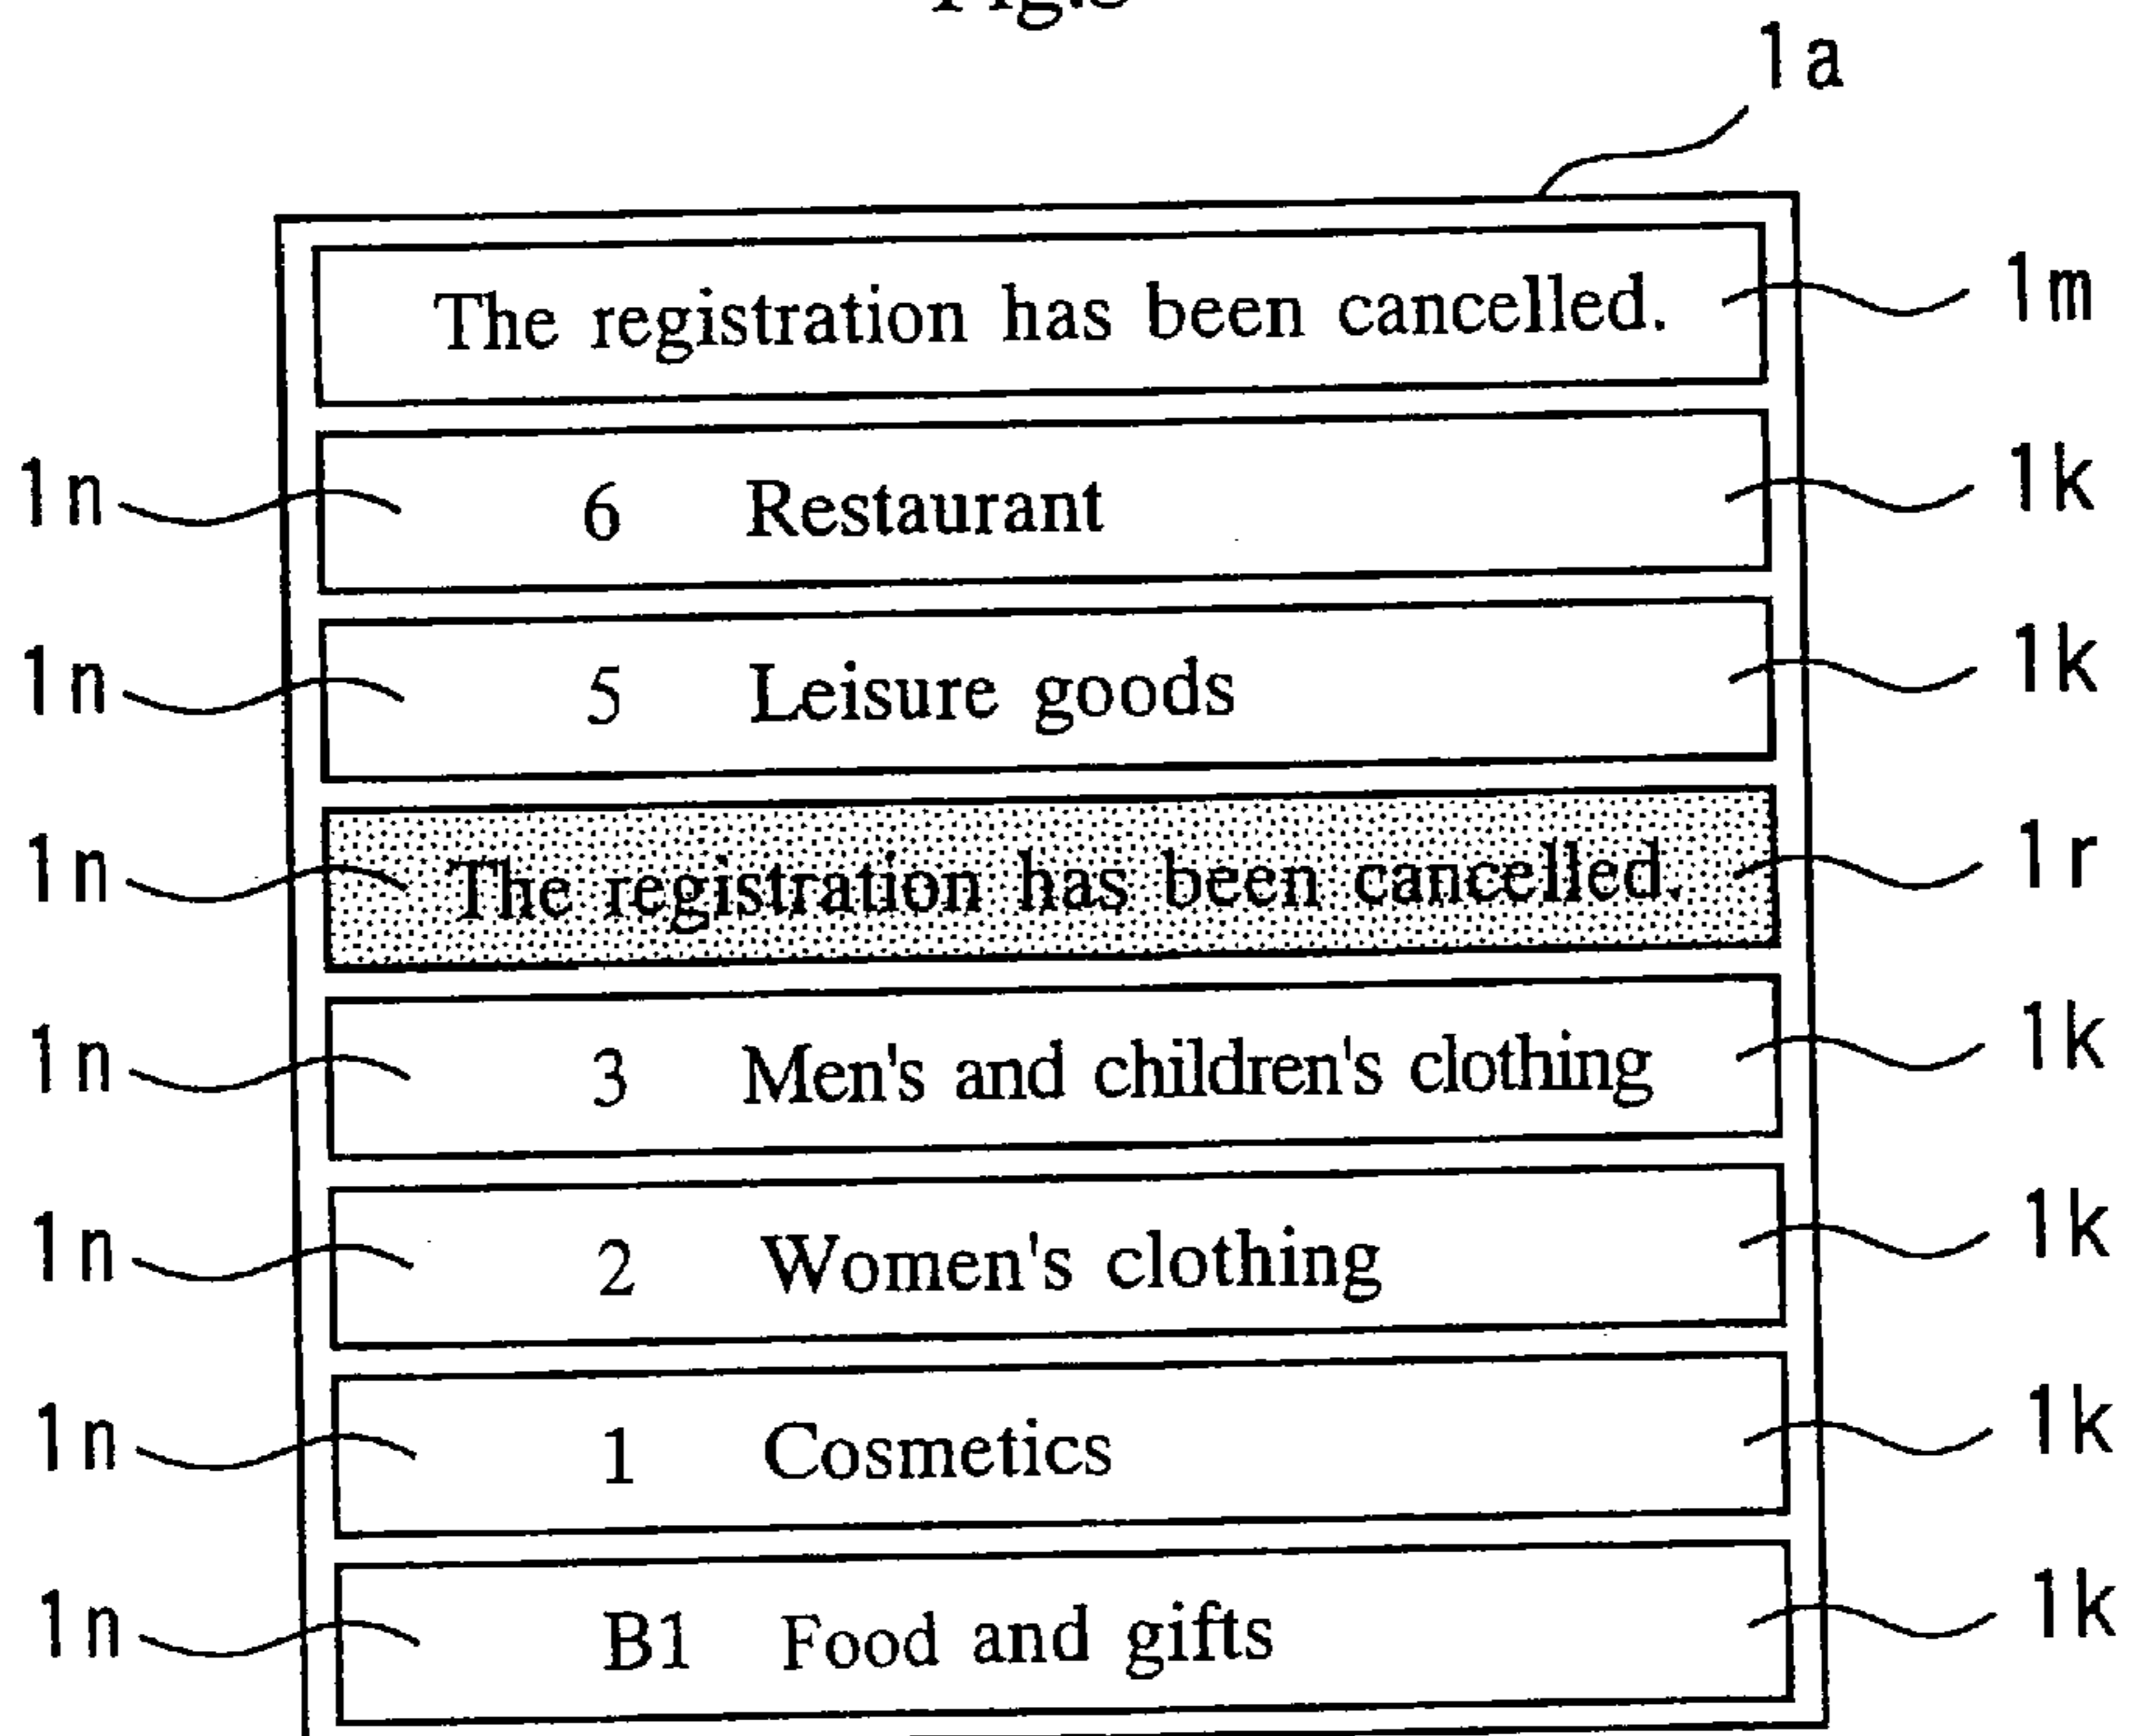 1a
The registration has been cancelled. 1m
1n 6 Restaurant 1k
1n 5 Leisure goods 1k
1n The registration has been cancelled. 1r
1n 3 Men's and children's clothing 1k
1n 2 Women's clothing 1k
1n 1 Cosmetics 1k
1n B1 Food and gifts 1k